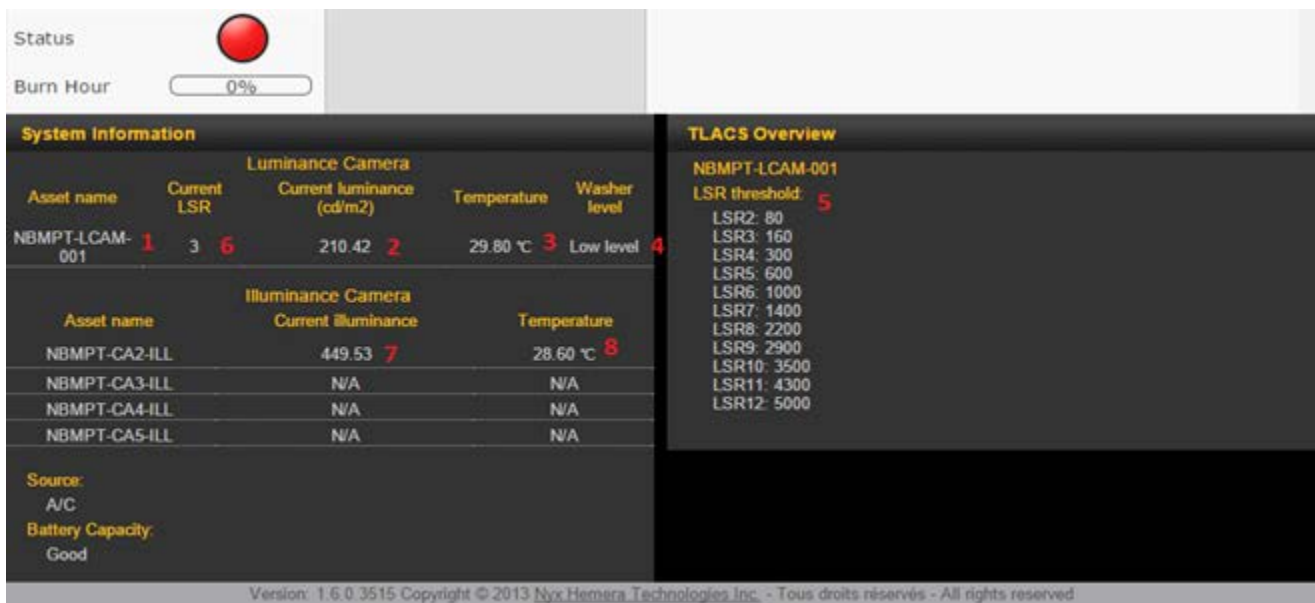 Status
Burn Hour 0%
System Information
Luminance Camera
Asset name Current LSR Current luminance (cd/m2) Temperature Washer level
NBMPT-LCAM-001 1 3 6 210.42 2 29.80 °C 3 Low level 4
Illuminance Camera
Asset name Current illuminance Temperature
NBMPT-CA2-ILL 449.53 7 28.60 °C 8
NBMPT-CA3-ILL N/A N/A
NBMPT-CA4-ILL N/A N/A
NBMPT-CA5-ILL N/A N/A
Source:
A/C
Battery Capacity:
Good
TLACS Overview
NBMPT-LCAM-001
LSR threshold: 5
LSR2: 80
LSR3: 160
LSR4: 300
LSR5: 600
LSR6: 1000
LSR7: 1400
LSR8: 2200
LSR9: 2900
LSR10: 3500
LSR11: 4300
LSR12: 5000
Version: 1.6.0.3515 Copyright © 2013 Nyx Hemera Technologies Inc. - Tous droits réservés - All rights reserved